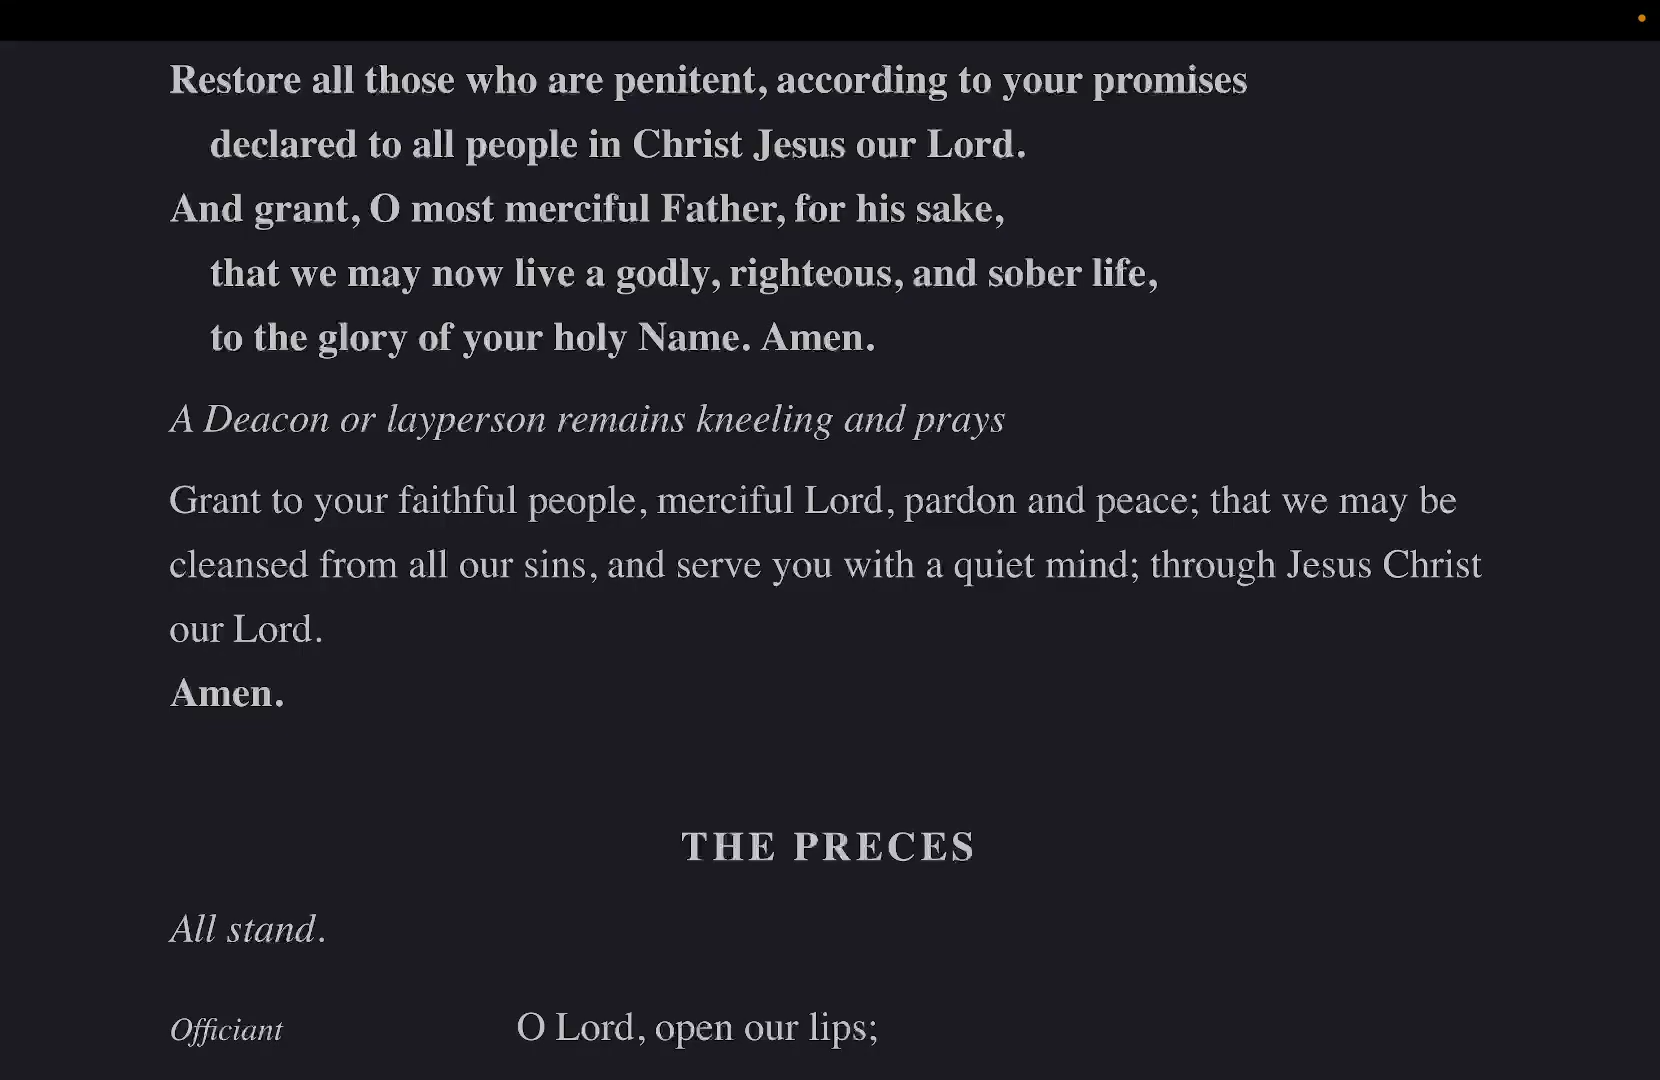 Restore all those who are penitent, according to your promises
declared to all people in Christ Jesus our Lord.
And grant, O most merciful Father, for his sake,
that we may now live a godly, righteous, and sober life,
to the glory of your holy Name. Amen.
A Deacon or layperson remains kneeling and prays
Grant to your faithful people, merciful Lord, pardon and peace; that we may be
cleansed from all our sins, and serve you with a quiet mind; through Jesus Christ
our Lord.
Amen.
THE PRECES
All stand.
Officiant O Lord, open our lips;